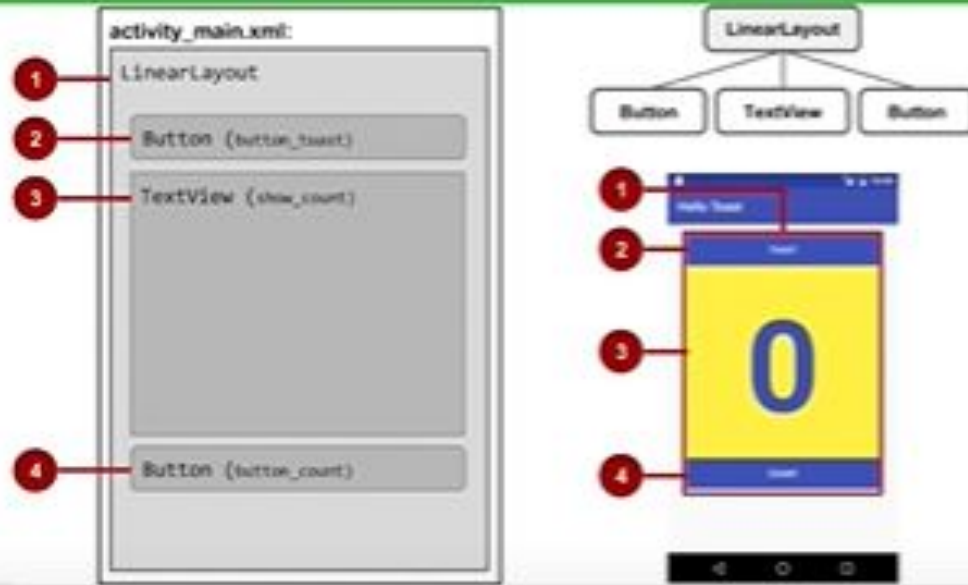 activity_main.xml:
1
LinearLayout
2
Button (button_toast)
3
TextView (show_count)
4
Button (button_count)
LinearLayout
Button
TextView
Button
1
Hello Toast
2
3
0
4